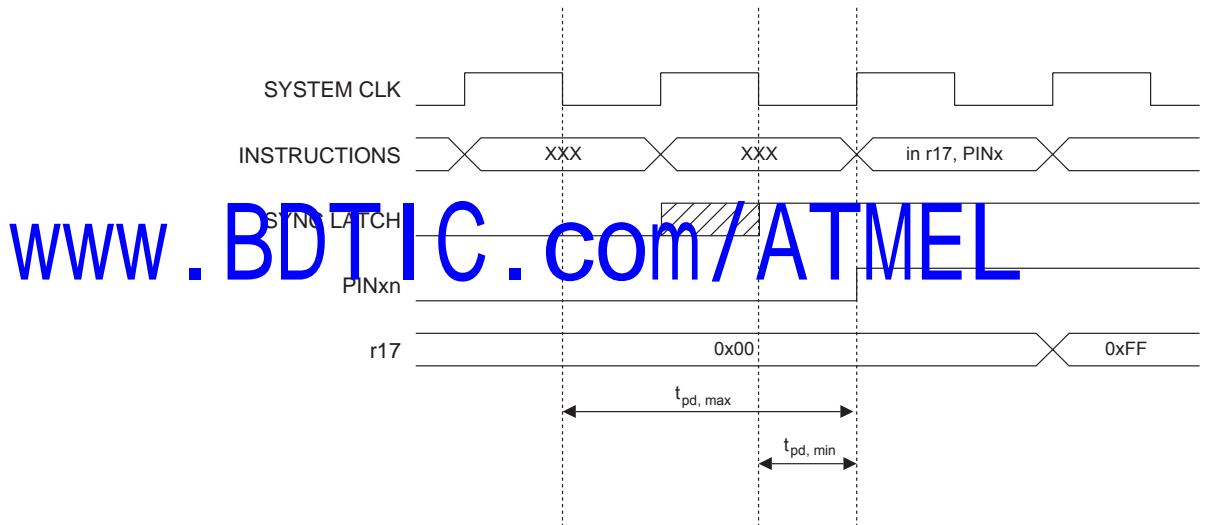 SYSTEM CLK
INSTRUCTIONS XXX XXX in r17, PINx
SYNC LATCH
www.BDTIC.com/ATMEL
PINxn
r17 0x00 0xFF
tpd, max
tpd, min